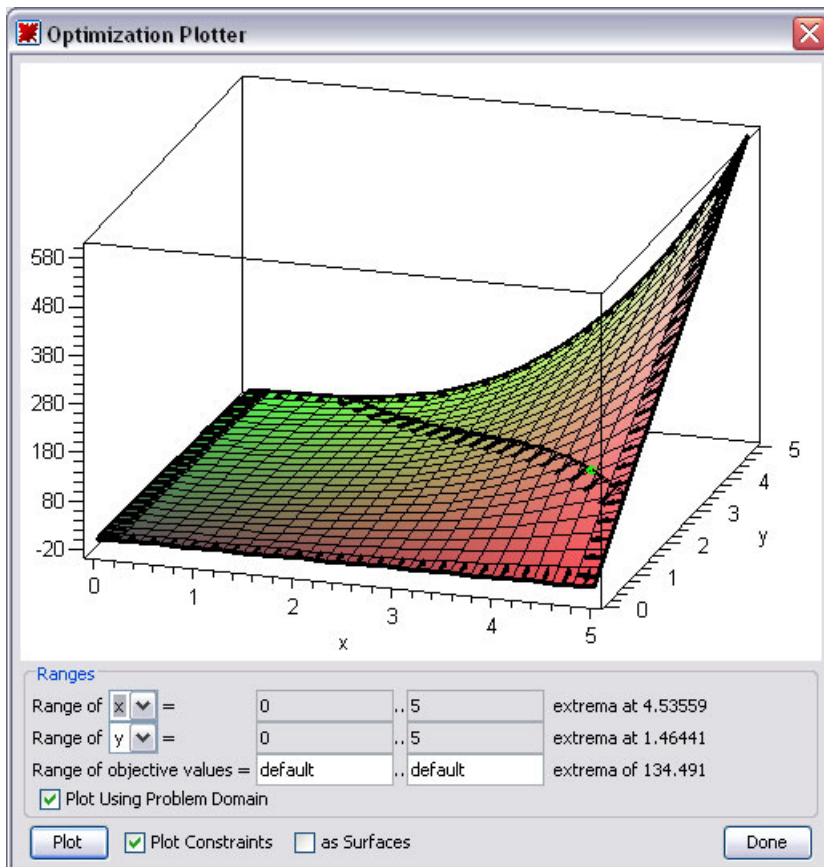 Optimization Plotter
580
480
380
280
180
80
-20
0
1
2
3
4
5
x
0
1
2
3
4
5
y
Ranges
Range of x = 0 .. 5 extrema at 4.53559
Range of y = 0 .. 5 extrema at 1.46441
Range of objective values = default .. default extrema of 134.491
Plot Using Problem Domain
Plot Plot Constraints as Surfaces Done